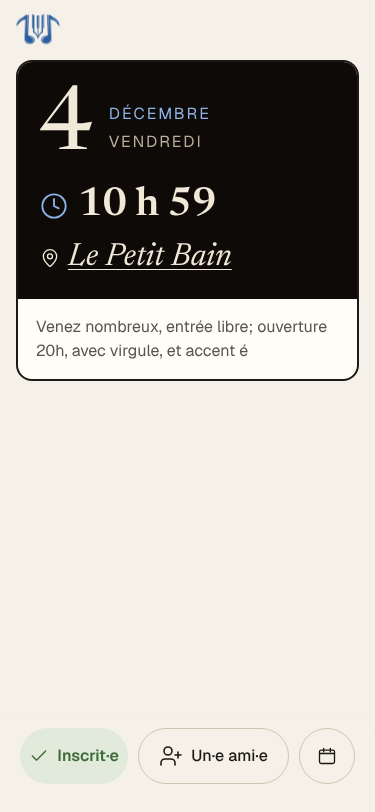 4
DÉCEMBRE
VENDREDI
10 h 59
Le Petit Bain
Venez nombreux, entrée libre; ouverture
20h, avec virgule, et accent é
Inscrit·e
Un·e ami·e